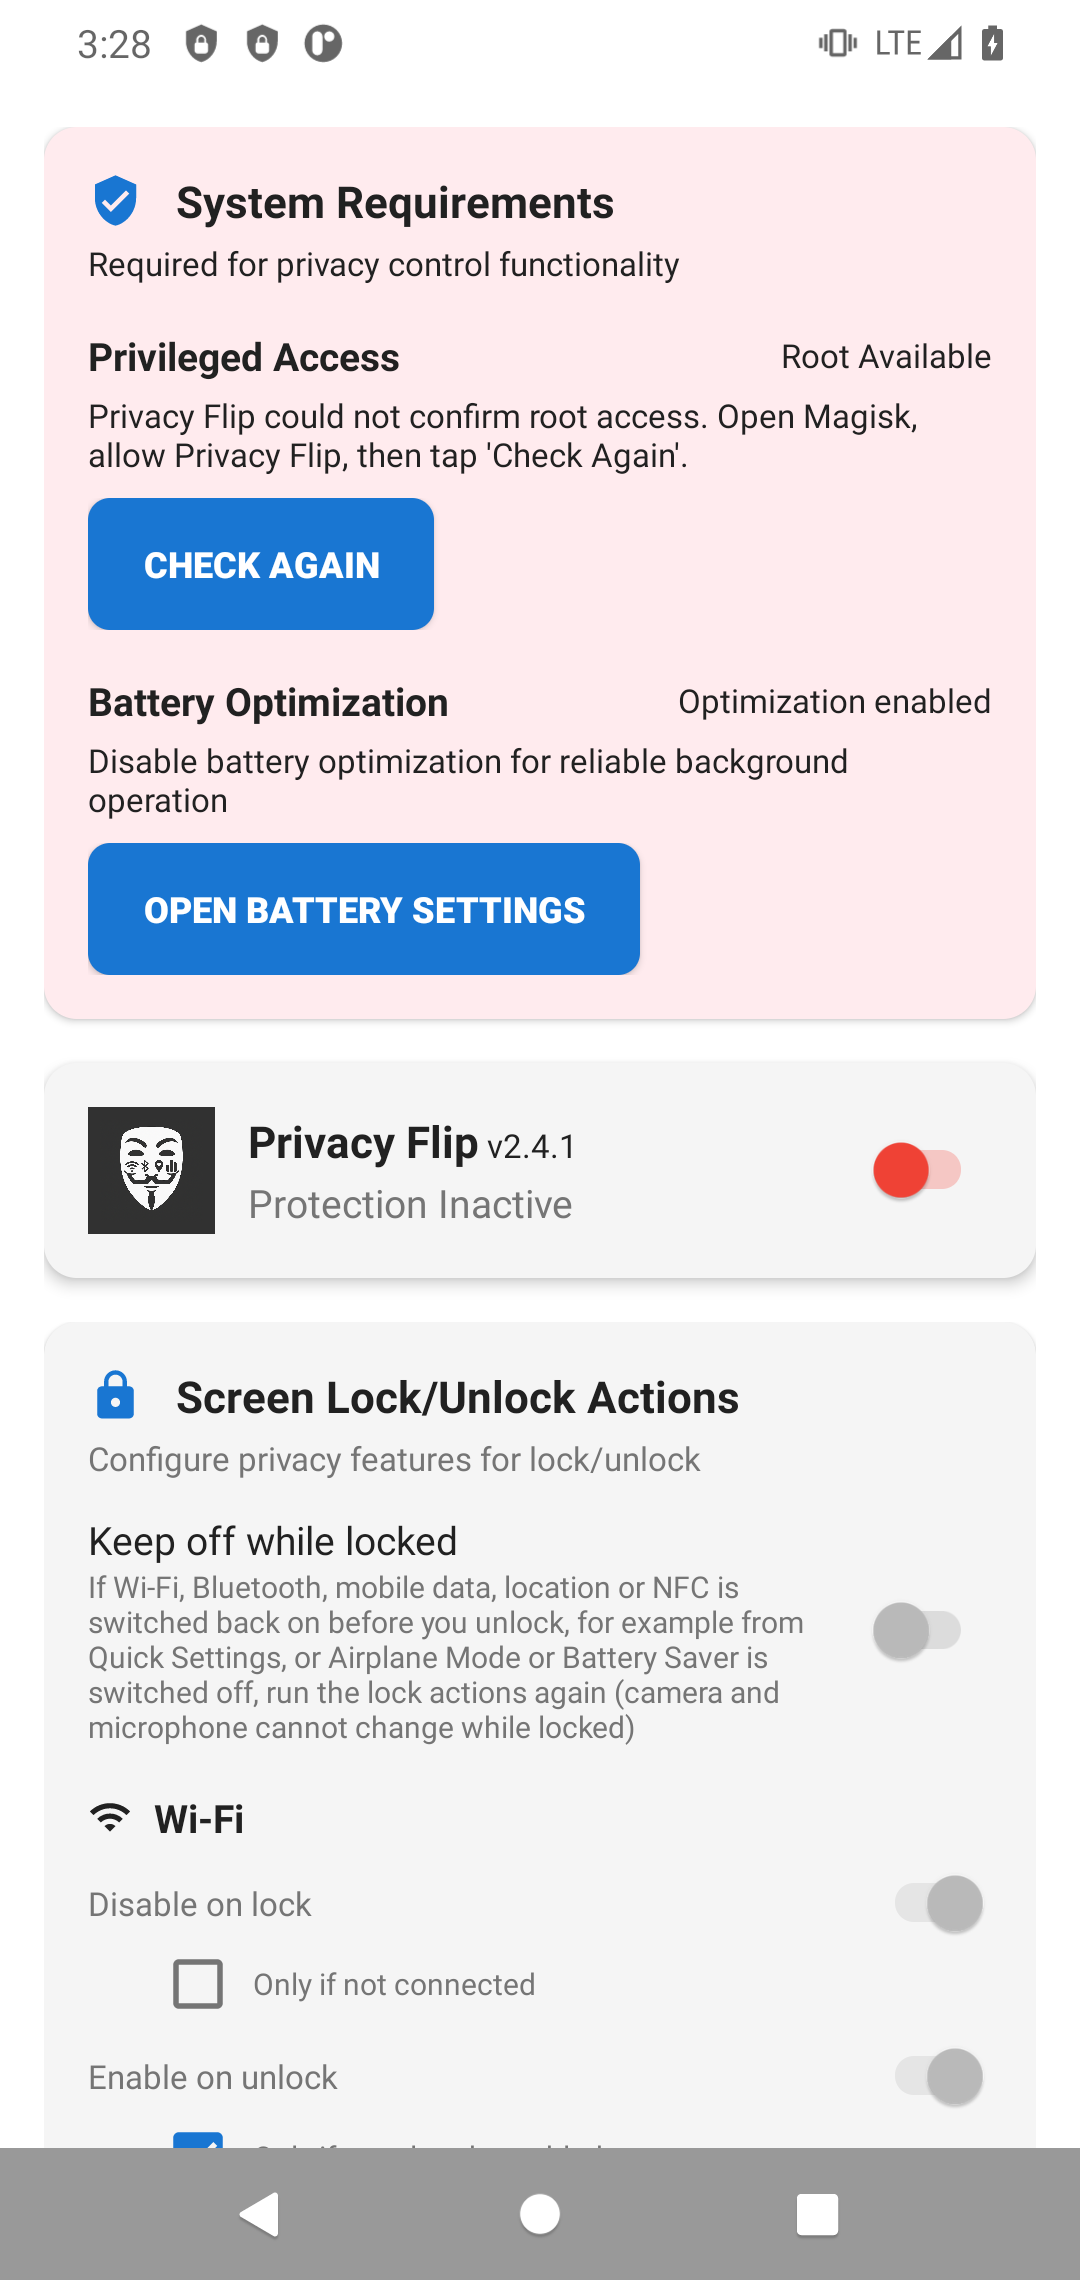 3:28
LTE
System Requirements
Required for privacy control functionality
Privileged Access
Root Available
Privacy Flip could not confirm root access. Open Magisk,
allow Privacy Flip, then tap 'Check Again'.
CHECK AGAIN
Battery Optimization
Optimization enabled
Disable battery optimization for reliable background
operation
OPEN BATTERY SETTINGS
Privacy Flip v2.4.1
Protection Inactive
Screen Lock/Unlock Actions
Configure privacy features for lock/unlock
Keep off while locked
If Wi-Fi, Bluetooth, mobile data, location or NFC is
switched back on before you unlock, for example from
Quick Settings, or Airplane Mode or Battery Saver is
switched off, run the lock actions again (camera and
microphone cannot change while locked)
Wi-Fi
Disable on lock
Only if not connected
Enable on unlock